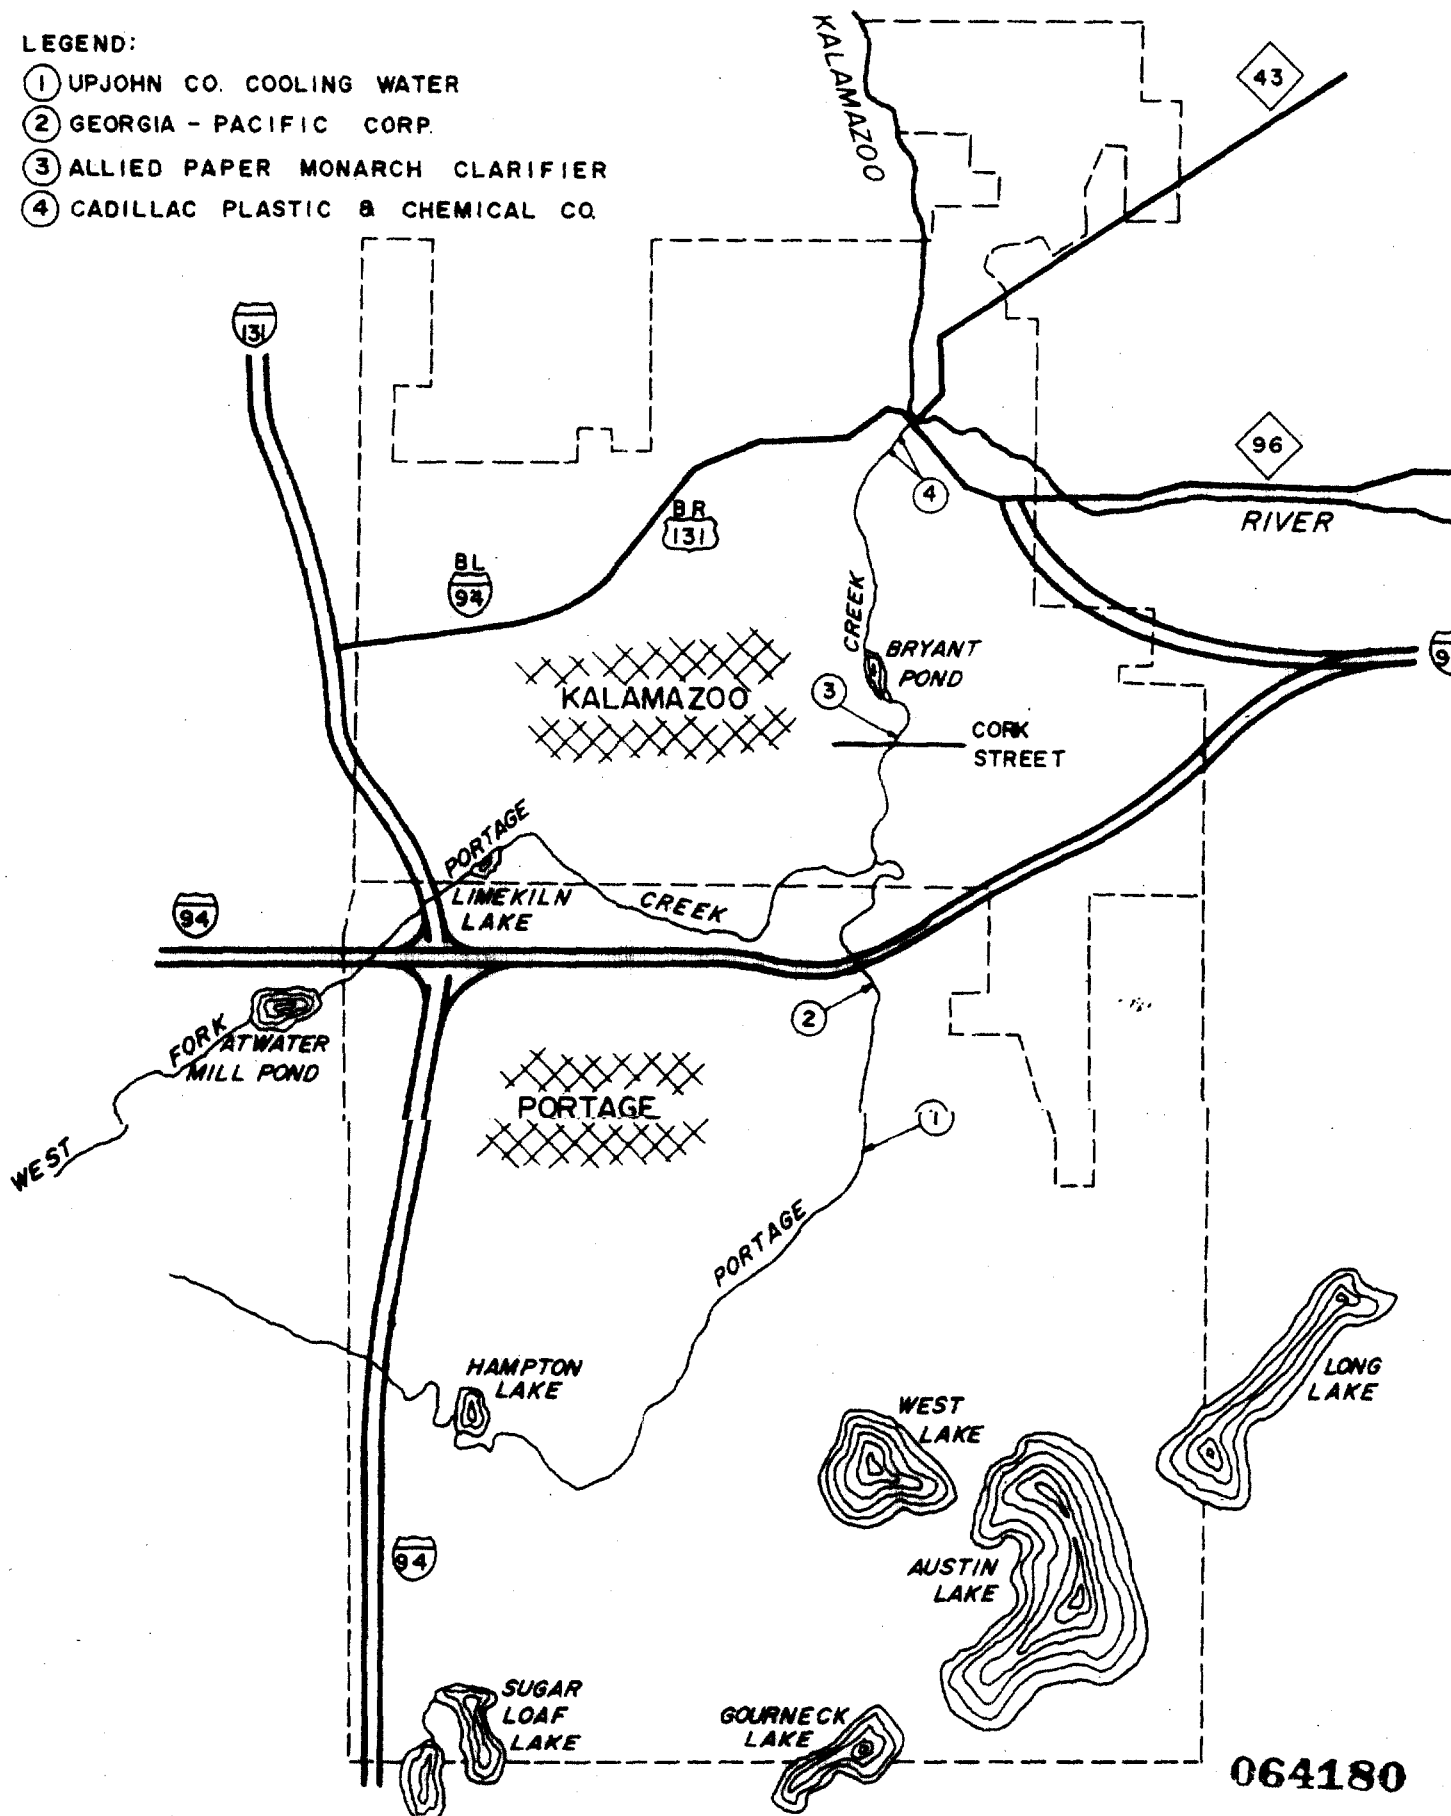 LEGEND:
1 UPJOHN CO. COOLING WATER
2 GEORGIA - PACIFIC CORP.
3 ALLIED PAPER MONARCH CLARIFIER
4 CADILLAC PLASTIC & CHEMICAL CO.
KALAMAZOO
43
131
96
RIVER
4
BR
131
BL
94
CREEK
BRYANT
POND
3
KALAMAZOO
CORK
STREET
PORTAGE
LIMEKILN
LAKE
CREEK
94
2
FORK
ATWATER
MILL POND
WEST
PORTAGE
1
PORTAGE
HAMPTON
LAKE
LONG
LAKE
WEST
LAKE
94
AUSTIN
LAKE
SUGAR
LOAF
LAKE
GOURNECK
LAKE
064180